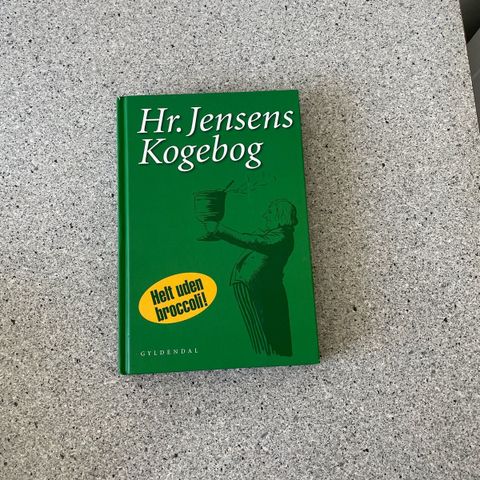 Hr. Jensens
Kogebog
Helt uden
broccoli!
GYLDENDAL